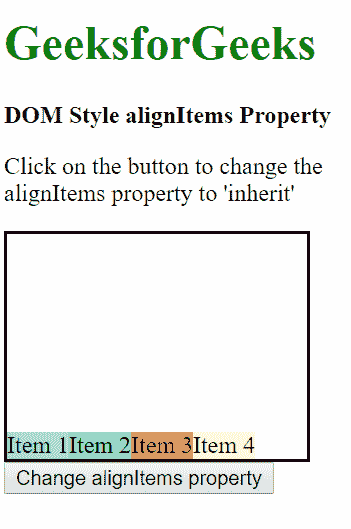 GeeksforGeeks
DOM Style alignItems Property
Click on the button to change the
alignItems property to 'inherit'
Item 1Item 2Item 3Item 4
Change alignItems property